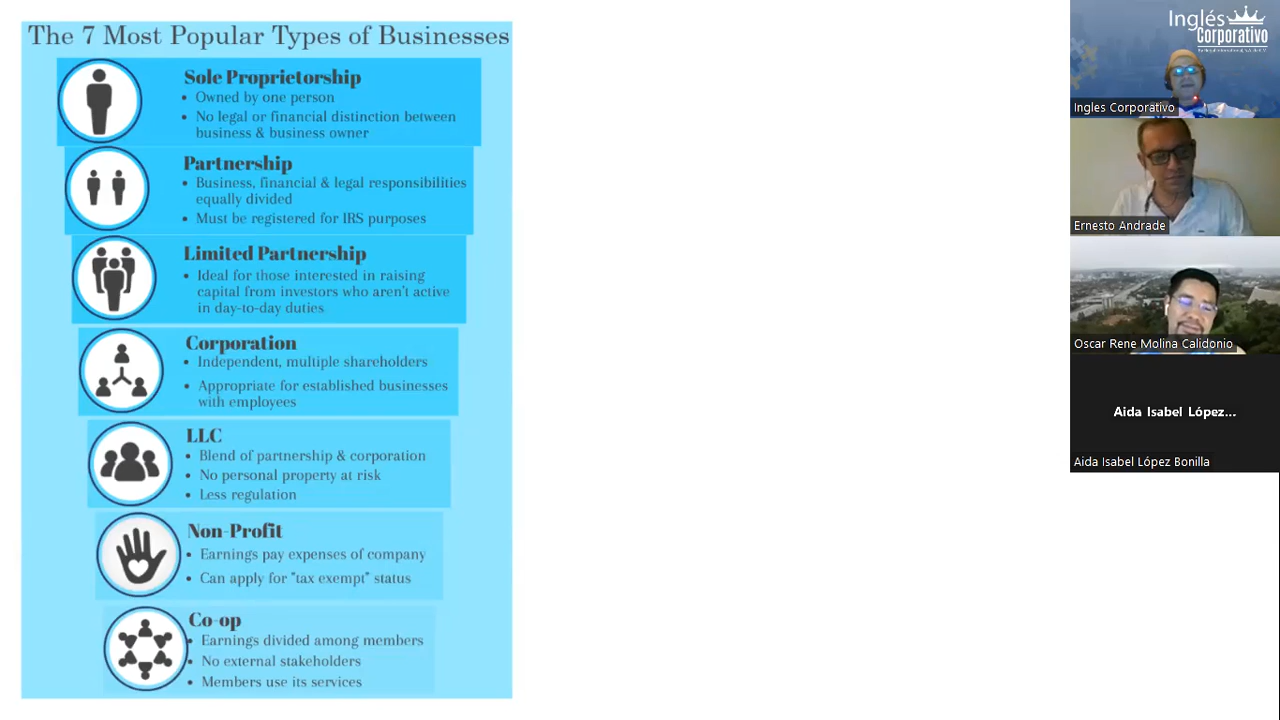 The 7 Most Popular Types of Businesses
Sole Proprietorship
• Owned by one person
• No legal or financial distinction between
business & business owner
Partnership
• Business, financial & legal responsibilities
equally divided
• Must be registered for IRS purposes
Limited Partnership
• Ideal for those interested in raising
capital from investors who aren't active
in day-to-day duties
Corporation
• Independent, multiple shareholders
• Appropriate for established businesses
with employees
LLC
• Blend of partnership & corporation
• No personal property at risk
• Less regulation
Non-Profit
• Earnings pay expenses of company
• Can apply for "tax exempt" status
Co-op
• Earnings divided among members
• No external stakeholders
• Members use its services
Inglés
Corporativo
Ingles Corporativo
Ernesto Andrade
Oscar Rene Molina Calidonio
Aida Isabel López...
Aida Isabel López Bonilla